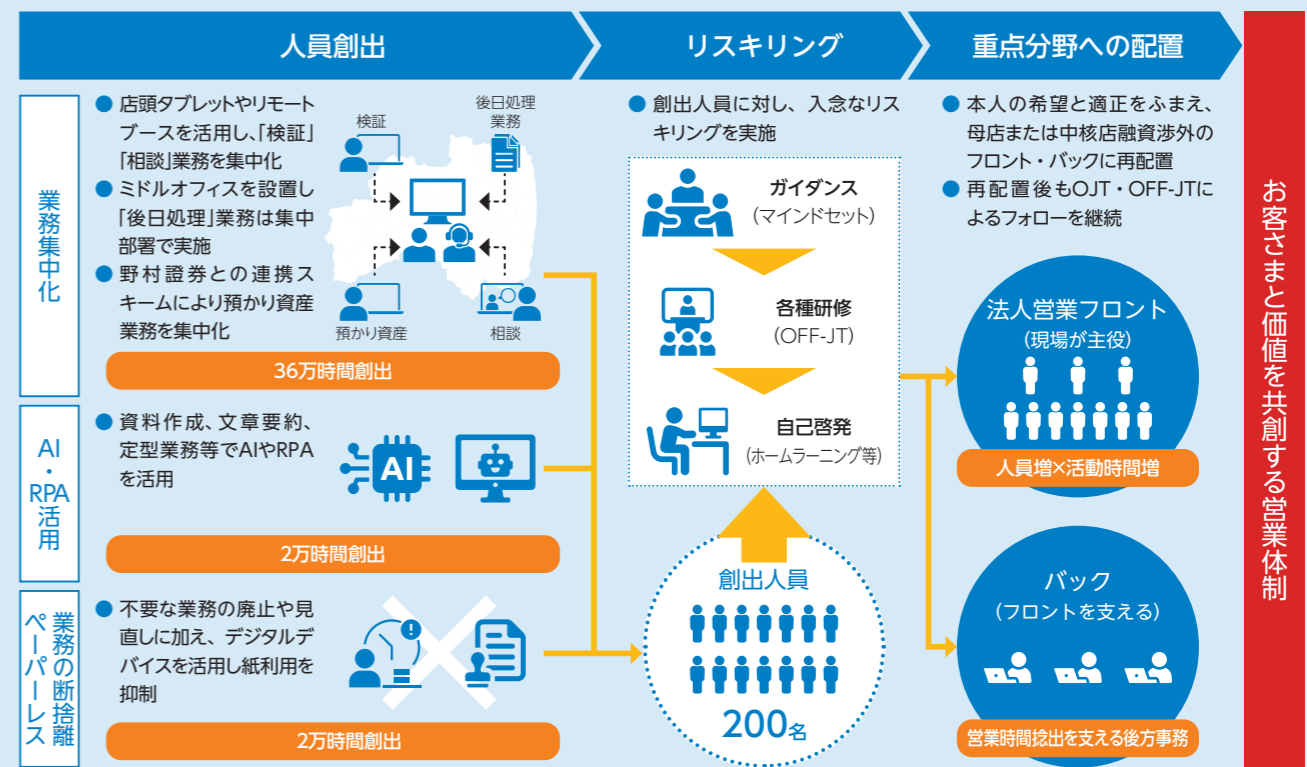 人員創出
リスキリング
重点分野への配置
業務集中化
● 店頭タブレットやリモート
ブースを活用し、「検証」
「相談」業務を集中化
● ミドルオフィスを設置し
「後日処理」業務は集中
部署で実施
● 野村證券との連携ス
キームにより預かり資産
業務を集中化
検証
後日処理
業務
預かり資産
相談
36万時間創出
AI・RPA活用
● 資料作成、文章要約、
定型業務等でAIやRPA
を活用
AI
2万時間創出
業務の断捨離
ペーパーレス
● 不要な業務の廃止や見
直しに加え、デジタルデ
バイスを活用し紙利用を
抑制
!
2万時間創出
● 創出人員に対し、入念なリス
キリングを実施
ガイダンス
(マインドセット)
各種研修
(OFF-JT)
自己啓発
(ホームラーニング等)
創出人員
200名
● 本人の希望と適正をふまえ、
母店または中核店融資渉外の
フロント・バックに再配置
● 再配置後もOJT・OFF-JTに
よるフォローを継続
法人営業フロント
(現場が主役)
人員増×活動時間増
バック
(フロントを支える)
営業時間捻出を支える後方事務
お客さまと価値を共創する営業体制